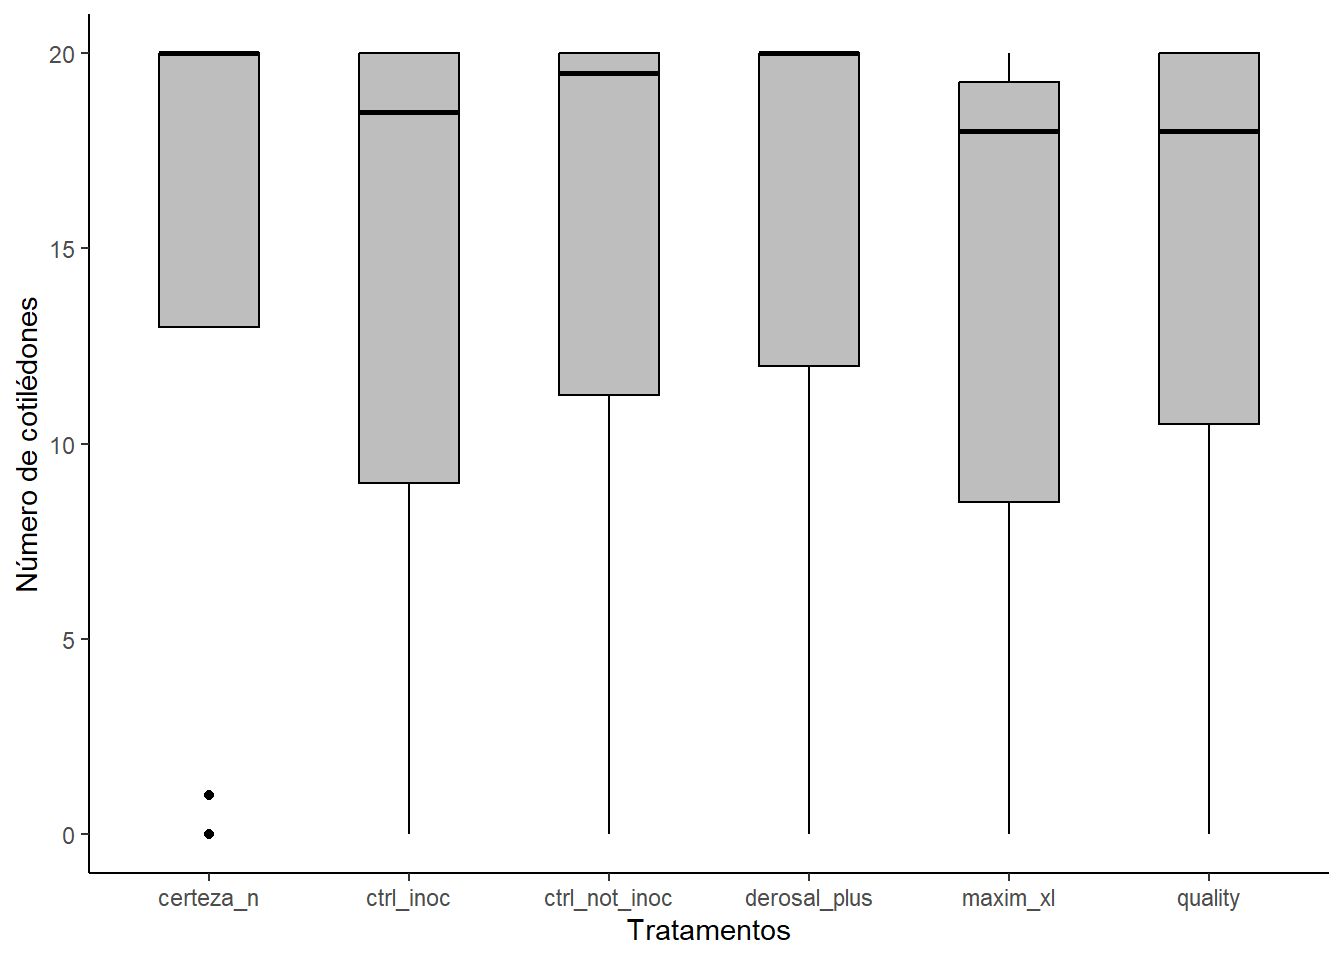 Número de cotilédones
20
15
10
5
0
certeza_n ctrl_inoc ctrl_not_inoc derosal_plus maxim_xl quality
Tratamentos